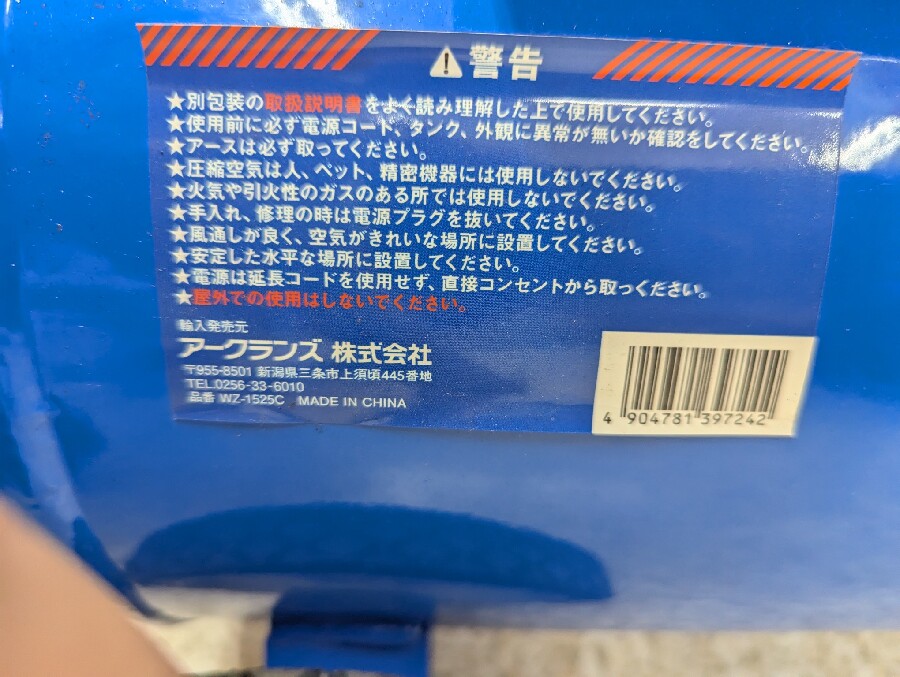 警告
★別包装の取扱説明書をよく読み理解した上で使用してください。
★使用前に必ず電源コード、タンク、外観に異常が無いか確認をしてください。
★アースは必ず取ってください。
★圧縮空気は人、ペット、精密機器には使用しないでください。
★火気や引火性のガスのある所では使用しないでください。
★手入れ、修理の時は電源プラグを抜いてください。
★風通しが良く、空気がきれいな場所に設置してください。
★安定した水平な場所に設置してください。
★電源は延長コードを使用せず、直接コンセントから取っください。
★屋外での使用はしないでください。
輸入発売元
アークランズ 株式会社
〒955-8501 新潟県三条市上須頃445番地
TEL.0256-33-6010
品番 WZ-1525C MADE IN CHINA
4 904781 397242